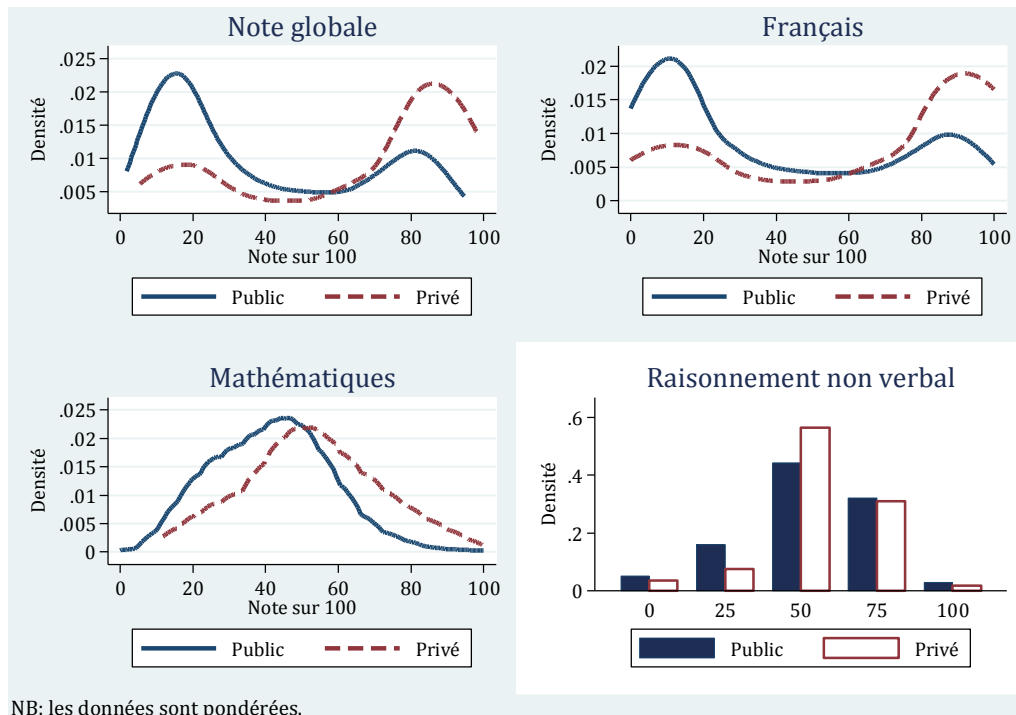 Note globale
Densité
.025
.02
.015
.01
.005
0 20 40 60 80 100
Note sur 100
Public Privé
Français
Densité
.02
.015
.01
.005
0
0 20 40 60 80 100
Note sur 100
Public Privé
Mathématiques
Densité
.025
.02
.015
.01
.005
0
0 20 40 60 80 100
Note sur 100
Public Privé
Raisonnement non verbal
Densité
.6
.4
.2
0
0 25 50 75 100
Public Privé
NB: les données sont pondérées.